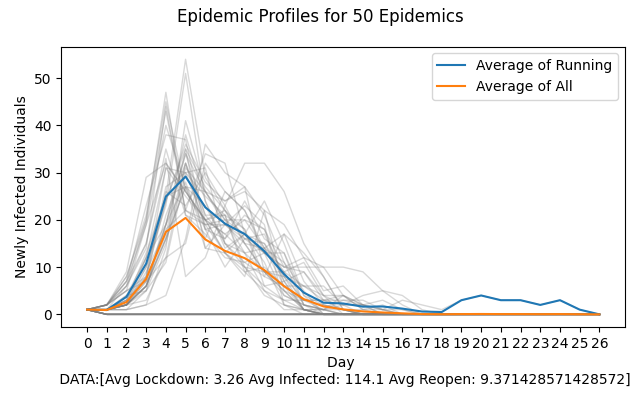 Epidemic Profiles for 50 Epidemics
Average of Running
Average of All
Newly Infected Individuals
50
40
30
20
10
0
0 1 2 3 4 5 6 7 8 9 10 11 12 13 14 15 16 17 18 19 20 21 22 23 24 25 26
Day
DATA:[Avg Lockdown: 3.26 Avg Infected: 114.1 Avg Reopen: 9.371428571428572]